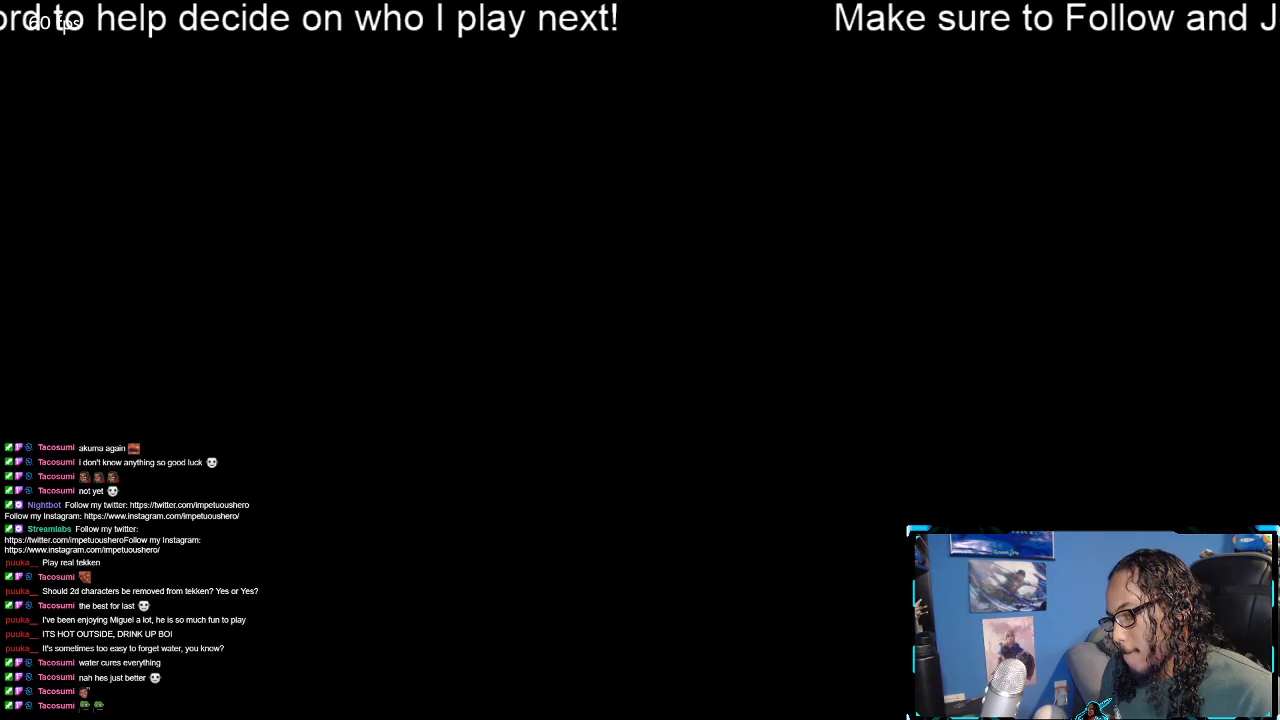 ord to help decide on who I play next!
Make sure to Follow and J
60 fps
Tacosumi akuma again
Tacosumi i don't know anything so good luck
Tacosumi
Tacosumi not yet
Nightbot Follow my twitter: https://twitter.com/impetuoushero
Follow my Instagram: https://www.instagram.com/impetuoushero/
Streamlabs Follow my twitter:
https://twitter.com/impetuousheroFollow my Instagram:
https://www.instagram.com/impetuoushero/
puuka__ Play real tekken
Tacosumi
puuka__ Should 2d characters be removed from tekken? Yes or Yes?
Tacosumi the best for last
puuka__ I've been enjoying Miguel a lot, he is so much fun to play
puuka__ ITS HOT OUTSIDE, DRINK UP BOI
puuka__ It's sometimes too easy to forget water, you know?
Tacosumi water cures everything
Tacosumi nah hes just better
Tacosumi
Tacosumi